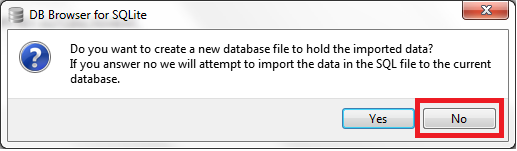 DB Browser for SQLite
Do you want to create a new database file to hold the imported data?
If you answer no we will attempt to import the data in the SQL file to the current
database.
Yes
No